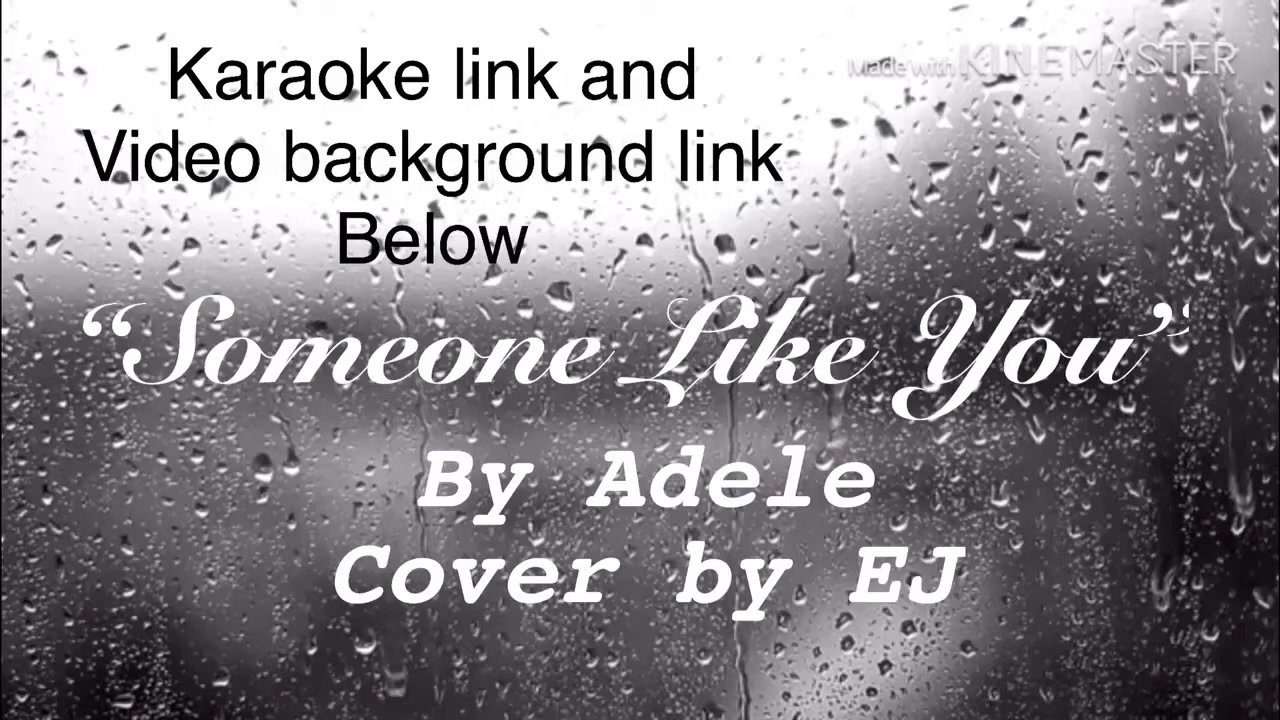 Karaoke link and
Made with KINEMASTER
Video background link
Below
“Someone Like You”
By Adele
Cover by EJ